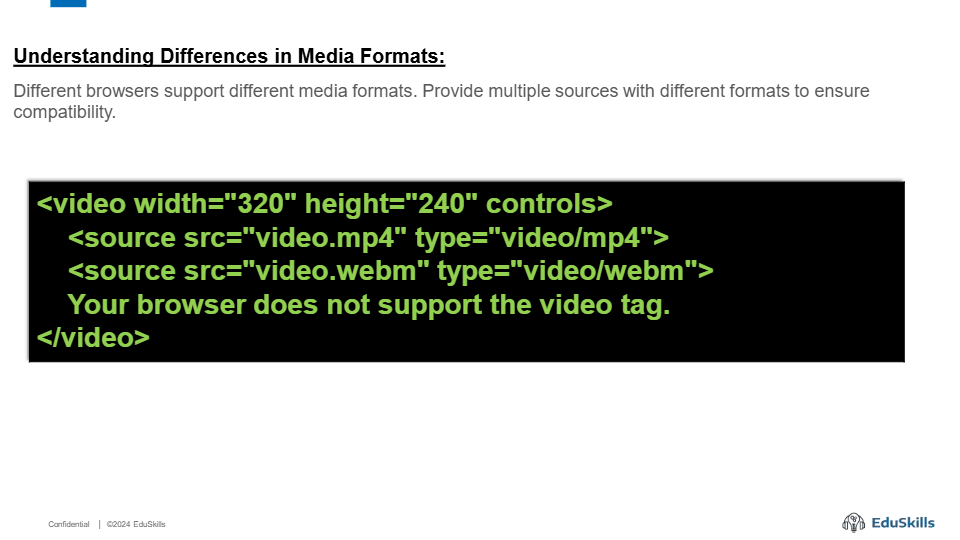 Understanding Differences in Media Formats:
Different browsers support different media formats. Provide multiple sources with different formats to ensure
compatibility.
<video width="320" height="240" controls>
    <source src="video.mp4" type="video/mp4">
    <source src="video.webm" type="video/webm">
    Your browser does not support the video tag.
</video>
Confidential | ©2024 EduSkills
EduSkills